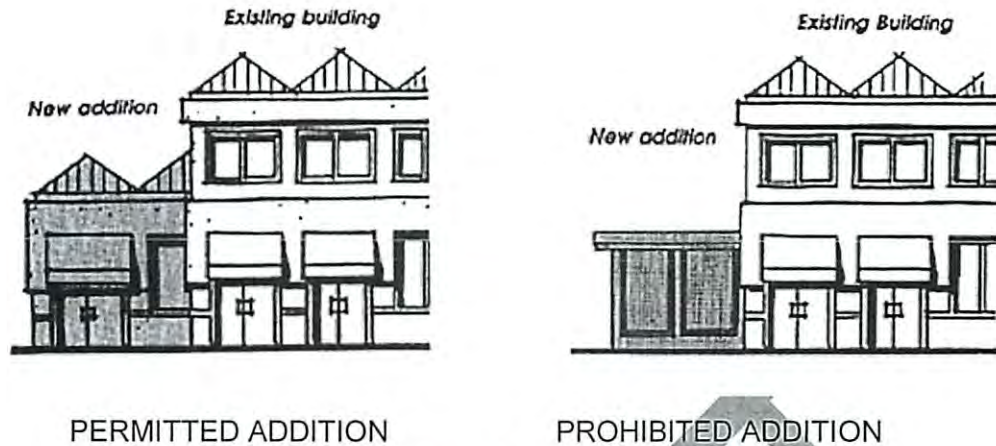 Existing building
New addition
PERMITTED ADDITION
Existing Building
New addition
PROHIBITED ADDITION